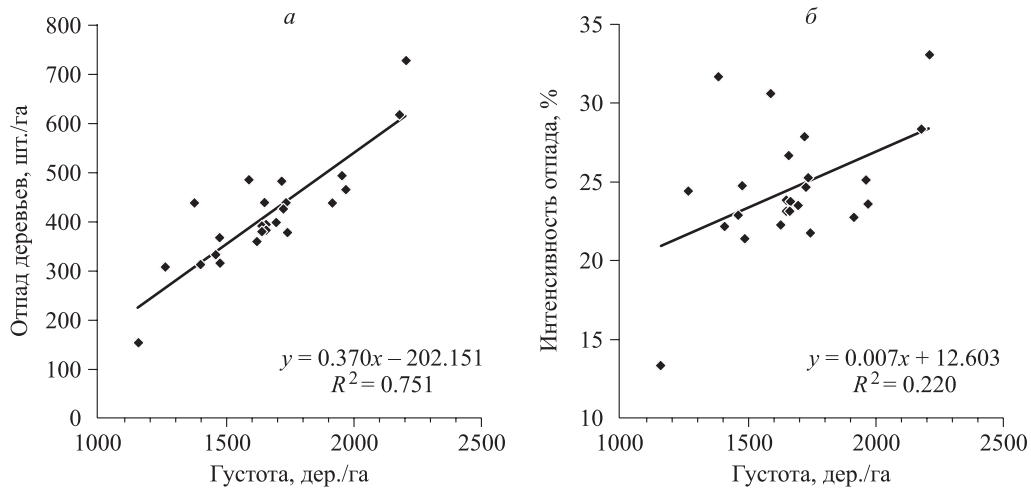 а
Отпад деревьев, шт./га
800
700
600
500
400
300
200
100
0
1000 1500 2000 2500
Густота, дер./га
y = 0.370x – 202.151
R² = 0.751
б
Интенсивность отпада, %
35
30
25
20
15
10
1000 1500 2000 2500
Густота, дер./га
y = 0.007x + 12.603
R² = 0.220